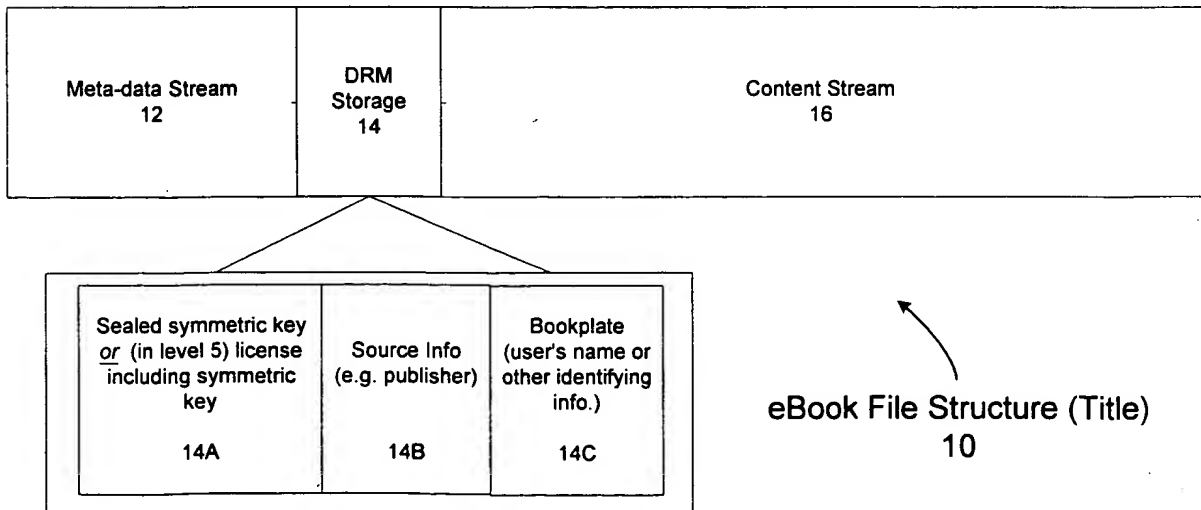 Meta-data Stream
12
DRM
Storage
14
Content Stream
16
Sealed symmetric key
or (in level 5) license
including symmetric
key
14A
Source Info
(e.g. publisher)
14B
Bookplate
(user's name or
other identifying
info.)
14C
eBook File Structure (Title)
10